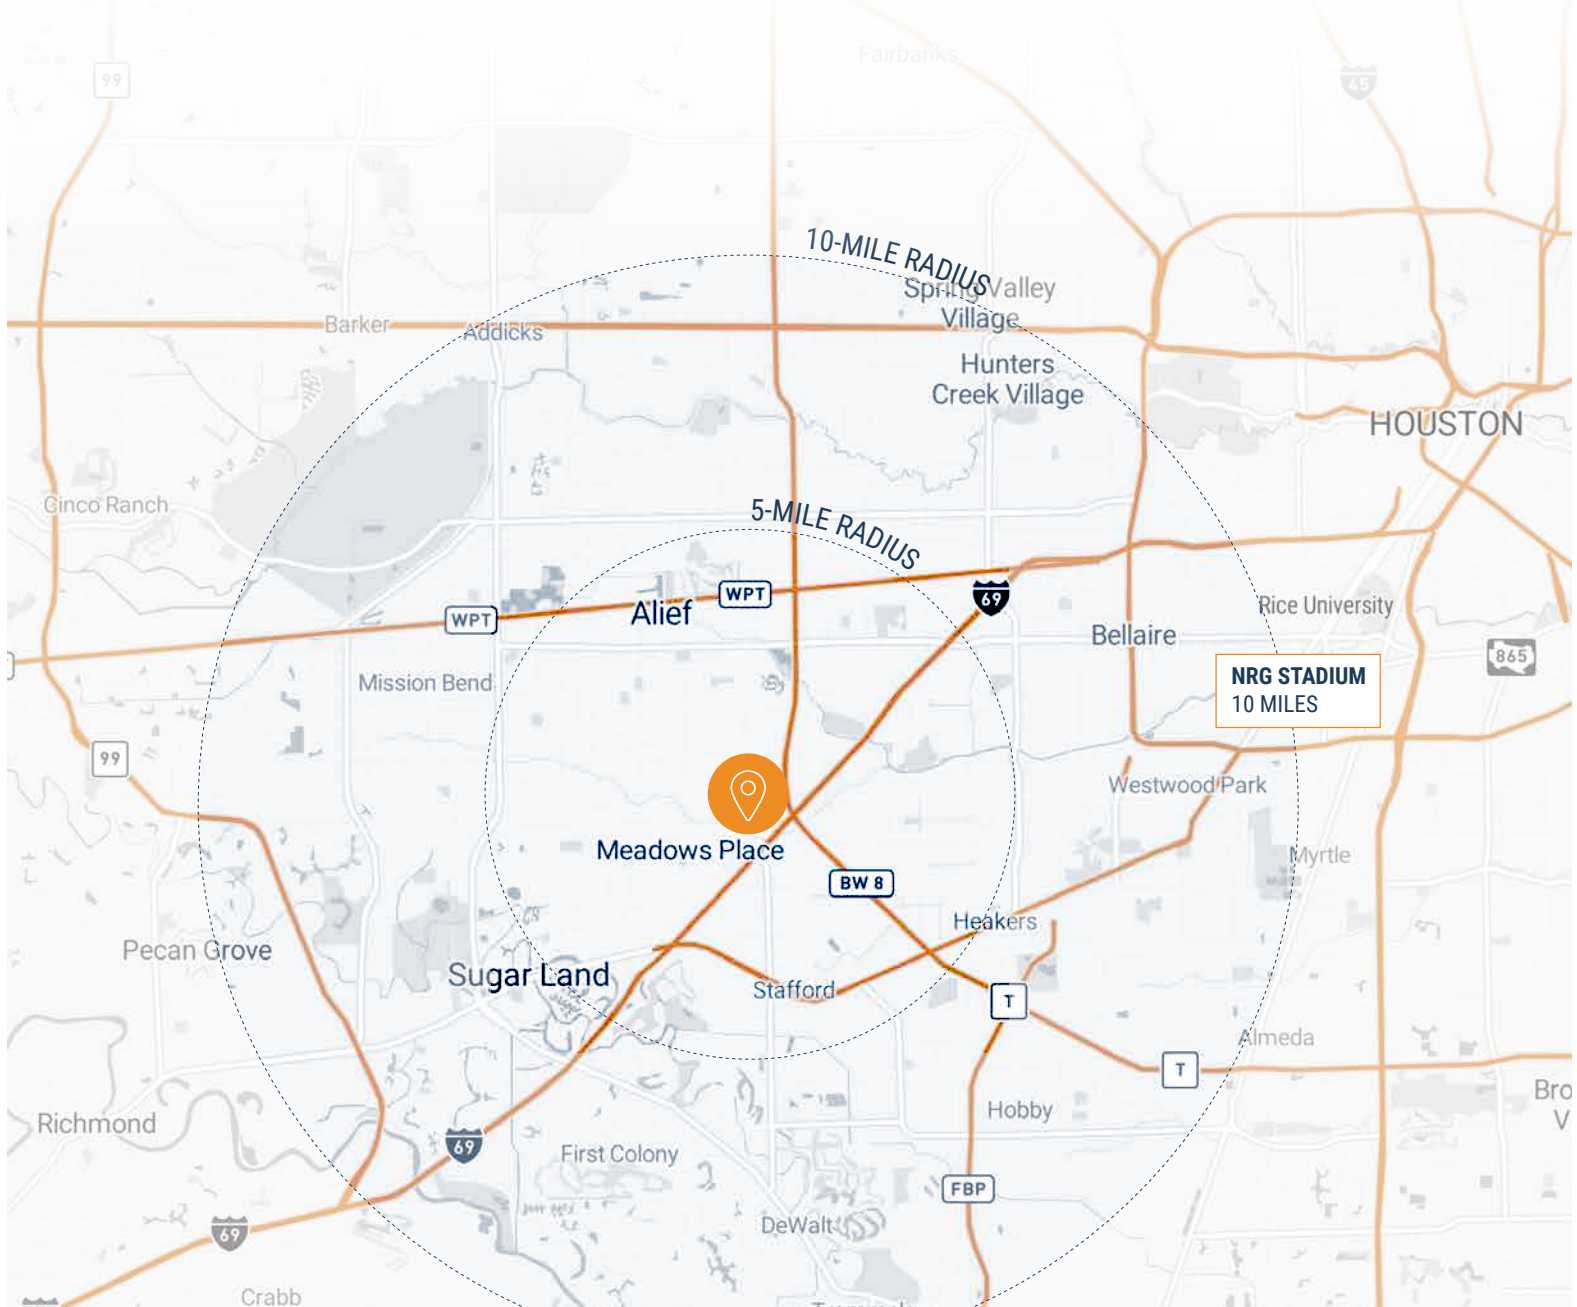 Fairbanks
99
45
10-MILE RADIUS
Spring Valley
Village
Barker
Addicks
Hunters
Creek Village
HOUSTON
Cinco Ranch
5-MILE RADIUS
WPT
69
WPT
Alief
Rice University
Bellaire
865
Mission Bend
NRG STADIUM
10 MILES
99
Westwood Park
Meadows Place
Myrtle
BW 8
Heakers
Pecan Grove
Sugar Land
Stafford
T
Almeda
T
Hobby
Bro
V
Richmond
69
First Colony
FBP
DeWalt
69
Crabb